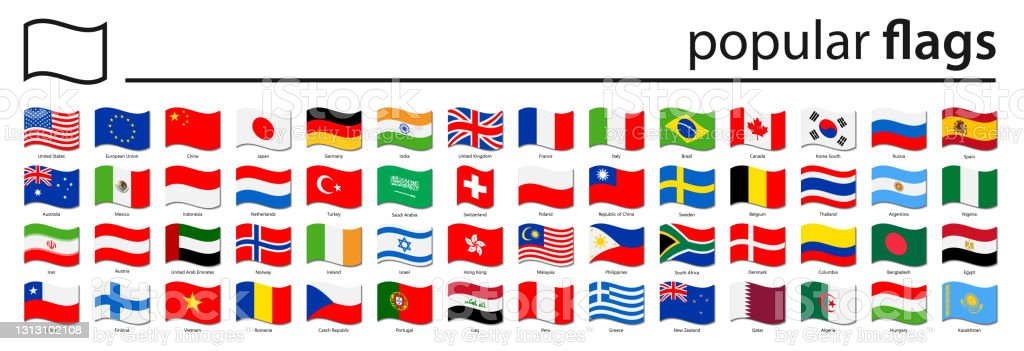 popular flags
United States European Union China Japan Germany India United Kingdom France Italy Brazil Canada Korea South Russia Spain
Australia Mexico Indonesia Netherlands Turkey Saudi Arabia Switzerland Poland Republic of China Sweden Belgium Thailand Argentina Nigeria
Iran Austria United Arab Emirates Norway Ireland Israel Hong Kong Malaysia Philippines South Africa Denmark Columbia Bangladesh Egypt
Finland Vietnam Romania Czech Republic Portugal Iraq Peru Greece New Zealand Qatar Algeria Hungary Kazakhstan
1313102108
iStock
by Getty Images™